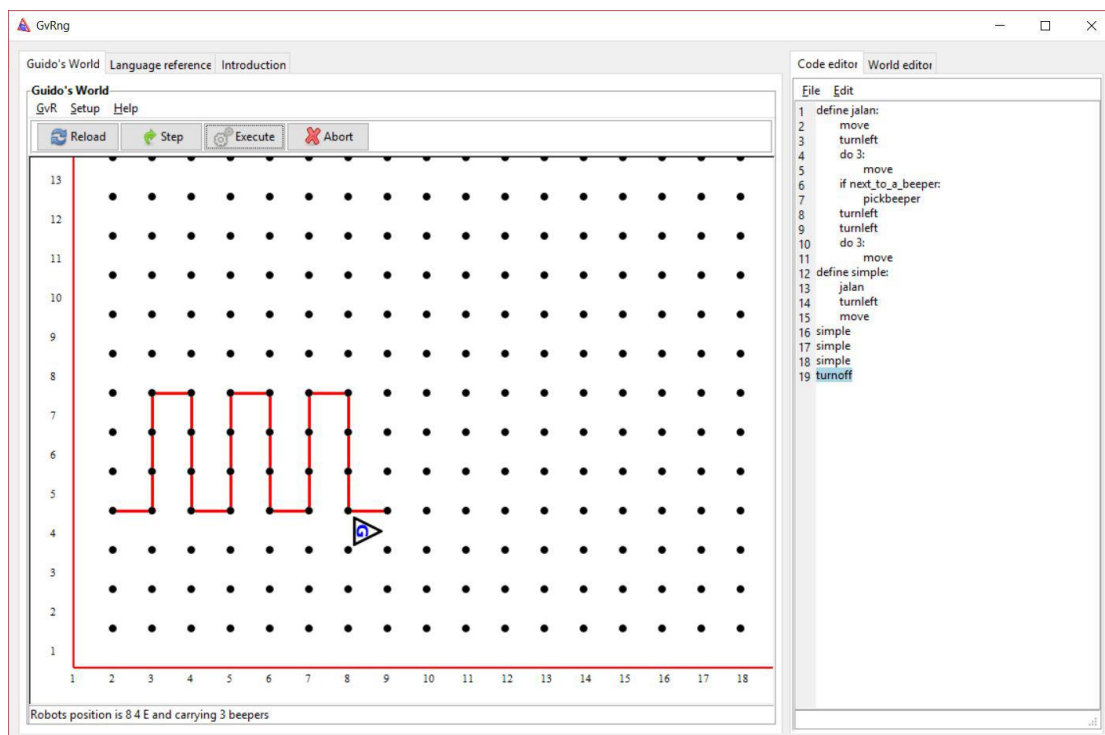 GvRng
Guido's World Language reference Introduction
Guido's World
GvR Setup Help
Reload Step Execute Abort
13
12
11
10
9
8
7
6
5
4
3
2
1
G
1 2 3 4 5 6 7 8 9 10 11 12 13 14 15 16 17 18
Robots position is 8 4 E and carrying 3 beepers
Code editor World editor
File Edit
1 define jalan:
2 move
3 turnleft
4 do 3:
5 move
6 if next_to_a_beeper:
7 pickbeeper
8 turnleft
9 turnleft
10 do 3:
11 move
12 define simple:
13 jalan
14 turnleft
15 move
16 simple
17 simple
18 simple
19 turnoff